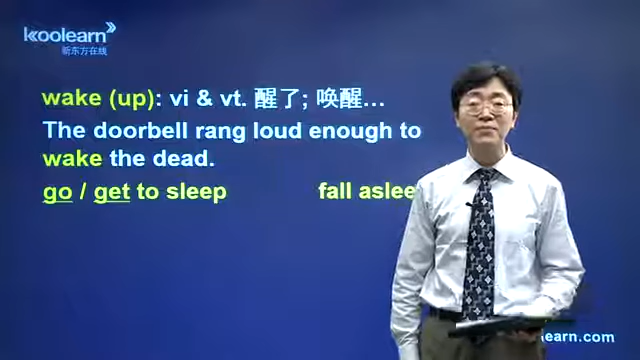 koolearn
新东方在线
wake (up): vi & vt. 醒了; 唤醒…
The doorbell rang loud enough to
wake the dead.
go / get to sleep fall aslee
earn.com